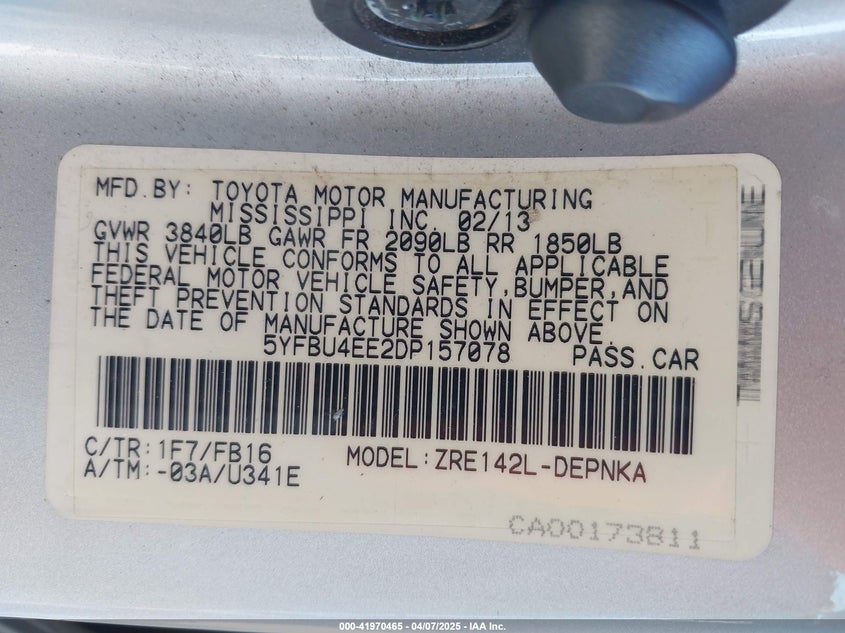 MFD.BY: TOYOTA MOTOR MANUFACTURING
MISSISSIPPI INC. 02/13
GVWR 3840LB GAWR FR 2090LB RR 1850LB
THIS VEHICLE CONFORMS TO ALL APPLICABLE
FEDERAL MOTOR VEHICLE SAFETY,BUMPER,AND
THEFT PREVENTION STANDARDS IN EFFECT ON
THE DATE OF MANUFACTURE SHOWN ABOVE.
5YFBU4EE2DP157078 PASS.CAR
C/TR:1F7/FB16 MODEL:ZRE142L-DEPNKA
A/TM:-03A/U341E
CA00173811
000-41970465 - 04/07/2025 - IAA Inc.